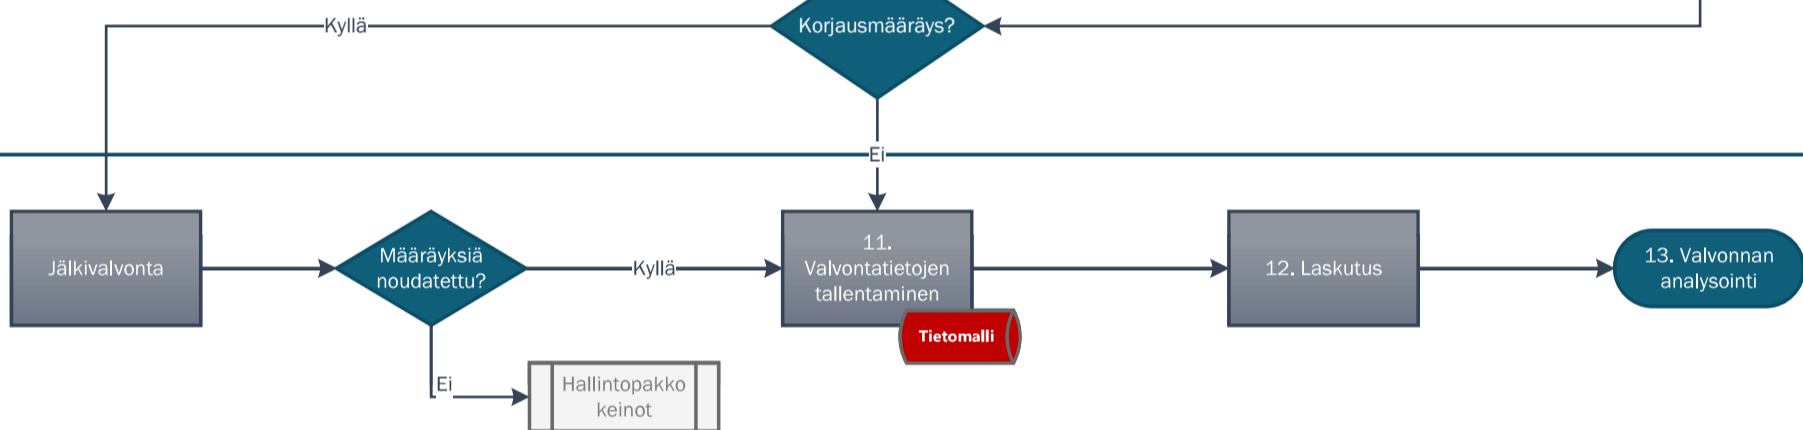 Kyllä
Korjausmääräys?
Ei
Jälkivalvonta
Määräyksiä
noudatettu?
Kyllä
11.
Valvontatietojen
tallentaminen
Tietomalli
12. Laskutus
13. Valvonnan
analysointi
Ei
Hallintopakko
keinot